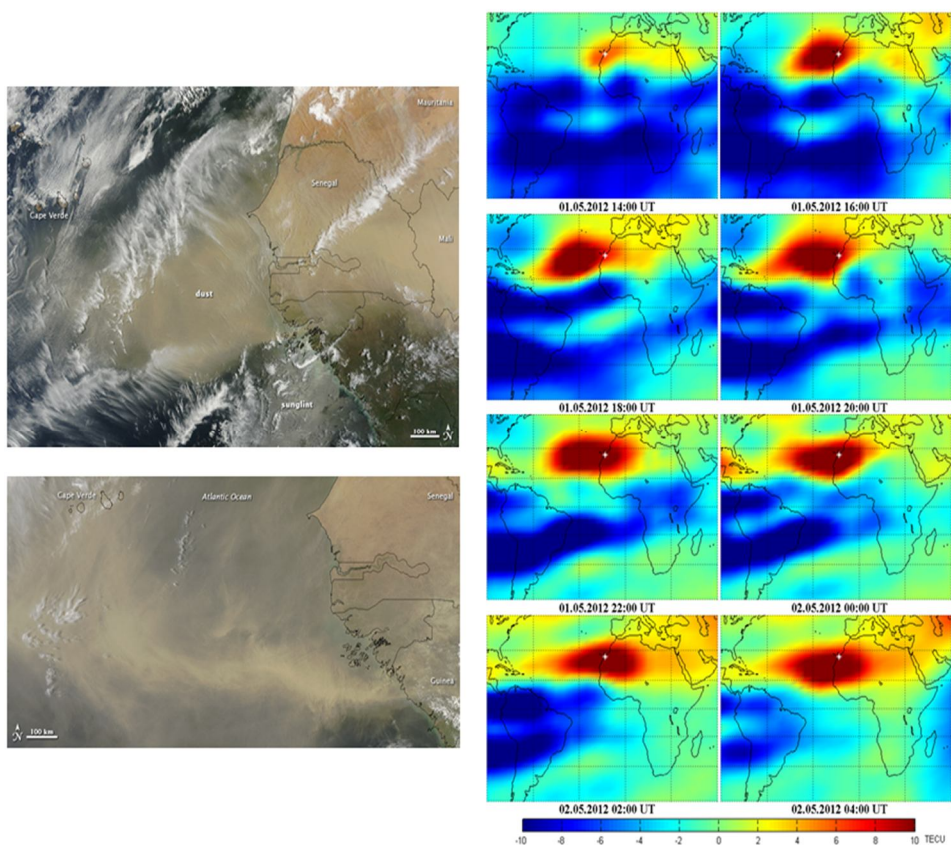 Mauritania
Senegal
Cape Verde
Mali
dust
sunglint
100 km
N
Cape Verde
Atlantic Ocean
Senegal
Guinea
100 km
N
01.05.2012 14:00 UT
01.05.2012 16:00 UT
01.05.2012 18:00 UT
01.05.2012 20:00 UT
01.05.2012 22:00 UT
02.05.2012 00:00 UT
02.05.2012 02:00 UT
02.05.2012 04:00 UT
-10 -8 -6 -4 -2 0 2 4 6 8 10 TECU